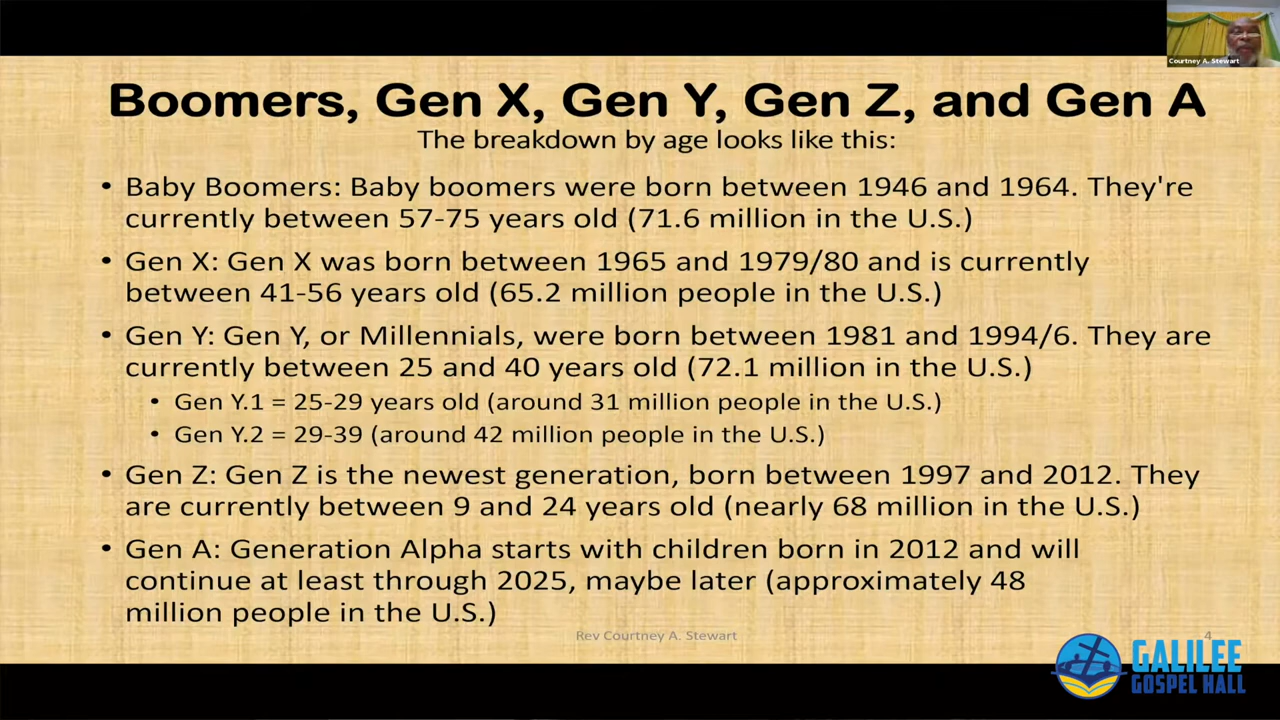 Courtney A. Stewart
Boomers, Gen X, Gen Y, Gen Z, and Gen A
The breakdown by age looks like this:
• Baby Boomers: Baby boomers were born between 1946 and 1964. They're
currently between 57-75 years old (71.6 million in the U.S.)
• Gen X: Gen X was born between 1965 and 1979/80 and is currently
between 41-56 years old (65.2 million people in the U.S.)
• Gen Y: Gen Y, or Millennials, were born between 1981 and 1994/6. They are
currently between 25 and 40 years old (72.1 million in the U.S.)
• Gen Y.1 = 25-29 years old (around 31 million people in the U.S.)
• Gen Y.2 = 29-39 (around 42 million people in the U.S.)
• Gen Z: Gen Z is the newest generation, born between 1997 and 2012. They
are currently between 9 and 24 years old (nearly 68 million in the U.S.)
• Gen A: Generation Alpha starts with children born in 2012 and will
continue at least through 2025, maybe later (approximately 48
million people in the U.S.)
Rev Courtney A. Stewart
4
GALILEE
GOSPEL HALL